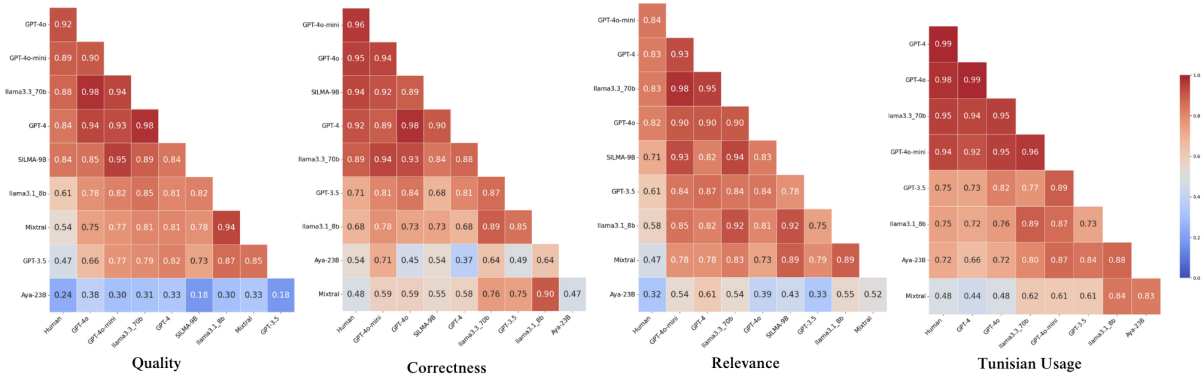 GPT-4o 0.92
GPT-4o-mini 0.89 0.90
llama3.3_70b 0.88 0.98 0.94
GPT-4 0.84 0.94 0.93 0.98
SILMA-9B 0.84 0.85 0.95 0.89 0.84
llama3.1_8b 0.61 0.78 0.82 0.85 0.81 0.82
Mixtral 0.54 0.75 0.77 0.81 0.81 0.78 0.94
GPT-3.5 0.47 0.66 0.77 0.79 0.82 0.73 0.87 0.85
Aya-23B 0.24 0.38 0.30 0.31 0.33 0.18 0.30 0.33 0.18
Human GPT-4o GPT-4o-mini llama3.3_70b GPT-4 SILMA-9B llama3.1_8b Mixtral GPT-3.5
Quality
GPT-4o-mini 0.96
GPT-4o 0.95 0.94
SILMA-9B 0.94 0.92 0.89
GPT-4 0.92 0.89 0.98 0.90
llama3.3_70b 0.89 0.94 0.93 0.84 0.88
GPT-3.5 0.71 0.81 0.84 0.68 0.81 0.87
llama3.1_8b 0.68 0.78 0.73 0.73 0.68 0.89 0.85
Aya-23B 0.54 0.71 0.45 0.54 0.37 0.64 0.49 0.64
Mixtral 0.48 0.59 0.59 0.55 0.58 0.76 0.75 0.90 0.47
Human GPT-4o-mini GPT-4o SILMA-9B GPT-4 llama3.3_70b GPT-3.5 llama3.1_8b Aya-23B
Correctness
GPT-4o-mini 0.84
GPT-4 0.83 0.93
llama3.3_70b 0.83 0.98 0.95
GPT-4o 0.82 0.90 0.90 0.90
SILMA-9B 0.71 0.93 0.82 0.94 0.83
GPT-3.5 0.61 0.84 0.87 0.84 0.84 0.78
llama3.1_8b 0.58 0.85 0.82 0.92 0.81 0.92 0.75
Mixtral 0.47 0.78 0.78 0.83 0.73 0.89 0.79 0.89
Aya-23B 0.32 0.54 0.61 0.54 0.39 0.43 0.33 0.55 0.52
Human GPT-4o-mini GPT-4 llama3.3_70b GPT-4o SILMA-9B GPT-3.5 llama3.1_8b Mixtral
Relevance
GPT-4 0.99
GPT-4o 0.98 0.99
lama3.3_70b 0.95 0.94 0.95
GPT-4o-mini 0.94 0.92 0.95 0.96
GPT-3.5 0.75 0.73 0.82 0.77 0.89
llama3.1_8b 0.75 0.72 0.76 0.89 0.87 0.73
Aya-23B 0.72 0.66 0.72 0.80 0.87 0.84 0.88
Mixtral 0.48 0.44 0.48 0.62 0.61 0.61 0.84 0.83
Human GPT-4 GPT-4o llama3.3_70b GPT-4o-mini GPT-3.5 llama3.1_8b Aya-23B
Tunisian Usage
1.0
0.8
0.6
0.4
0.2
0.0